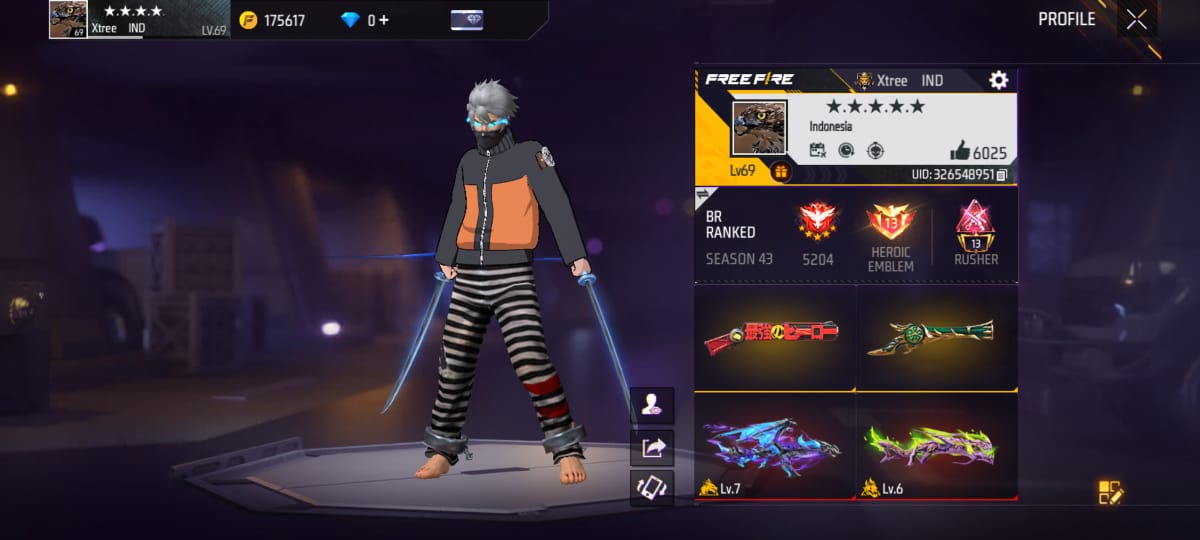 ★.★.★.★
Xtree IND
LV.69
69
175617
0 +
PROFILE
FREE FIRE
Xtree IND
★.★.★.★.★
Indonesia
6025
Lv69
UID: 326548951
BR
RANKED
SEASON 43
5204
13
HEROIC
EMBLEM
13
RUSHER
最強 ヒーロー
Lv.7
Lv.6